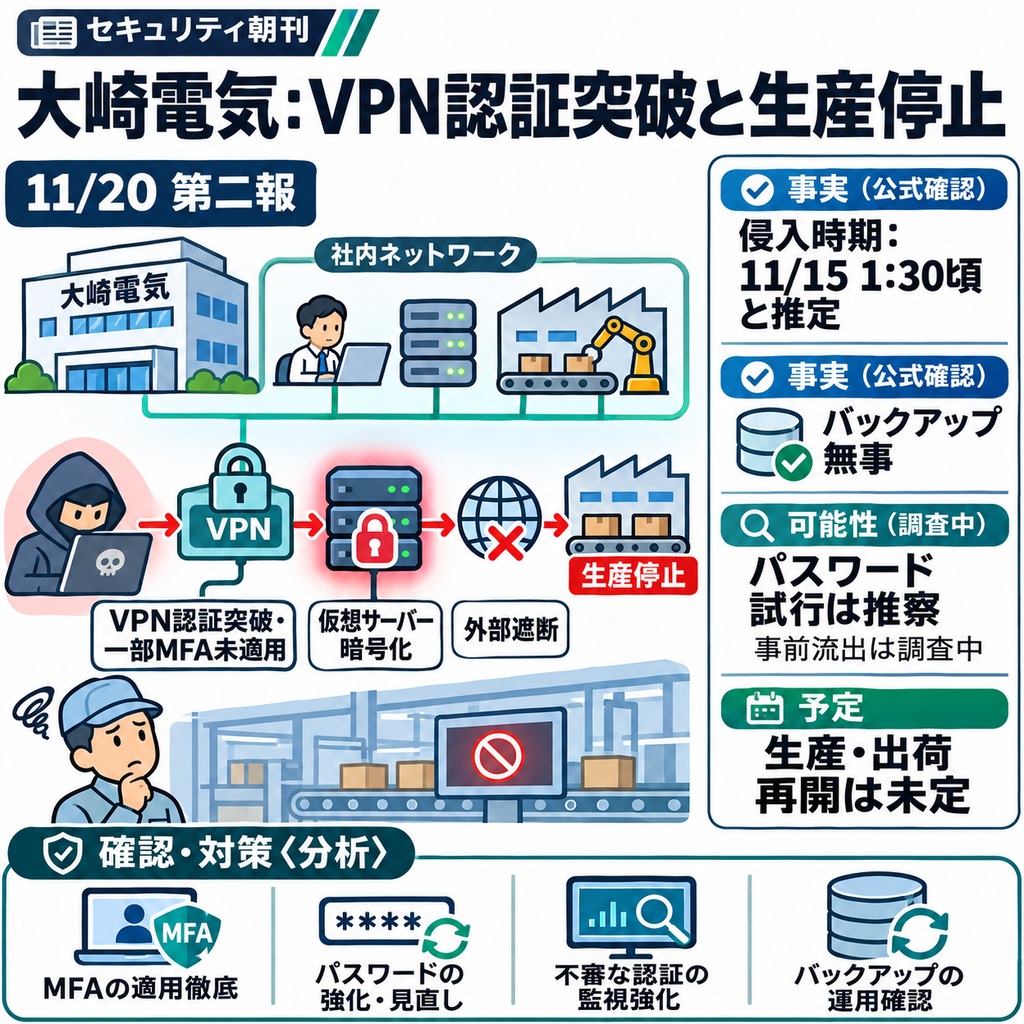 セキュリティ朝刊
大崎電気：VPN認証突破と生産停止
11/20 第二報
大崎電気
社内ネットワーク
VPN
生産停止
VPN認証突破・
一部MFA未適用
仮想サーバー
暗号化
外部遮断
事実（公式確認）
侵入時期：
11/15 1:30頃
と推定
事実（公式確認）
バックアップ
無事
可能性（調査中）
パスワード
試行は推察
事前流出は調査中
予定
生産・出荷
再開は未定
確認・対策〈分析〉
MFA
MFAの適用徹底
****
パスワードの
強化・見直し
不審な認証の
監視強化
バックアップの
運用確認